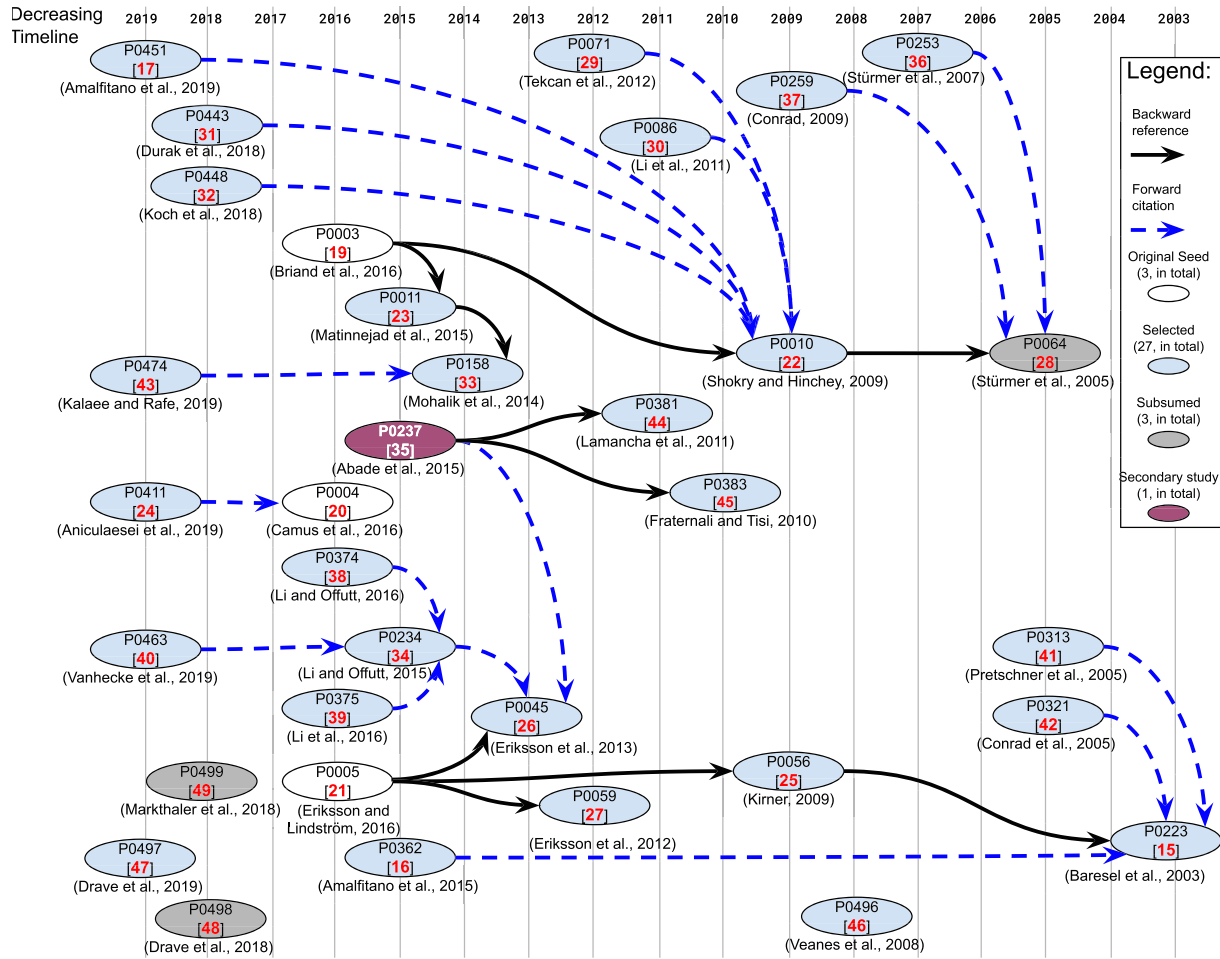 Decreasing
Timeline
2019 2018 2017 2016 2015 2014 2013 2012 2011 2010 2009 2008 2007 2006 2005 2004 2003
P0451
[17]
(Amalfitano et al., 2019)
P0071
[29]
(Tekcan et al., 2012)
P0253
[36]
(Stürmer et al., 2007)
P0259
[37]
(Conrad, 2009)
P0443
[31]
(Durak et al., 2018)
P0086
[30]
(Li et al., 2011)
P0448
[32]
(Koch et al., 2018)
P0003
[19]
(Briand et al., 2016)
P0011
[23]
(Matinnejad et al., 2015)
P0010
[22]
(Shokry and Hinchey, 2009)
P0064
[28]
(Stürmer et al., 2005)
P0474
[43]
(Kalaee and Rafe, 2019)
P0158
[33]
(Mohalik et al., 2014)
P0381
[44]
(Lamancha et al., 2011)
P0237
[35]
(Abade et al., 2015)
P0383
[45]
(Fraternali and Tisi, 2010)
P0411
[24]
(Aniculaesei et al., 2019)
P0004
[20]
(Camus et al., 2016)
P0374
[38]
(Li and Offutt, 2016)
P0463
[40]
(Vanhecke et al., 2019)
P0234
[34]
(Li and Offutt, 2015)
P0313
[41]
(Pretschner et al., 2005)
P0375
[39]
(Li et al., 2016)
P0045
[26]
(Eriksson et al., 2013)
P0321
[42]
(Conrad et al., 2005)
P0499
[49]
(Markthaler et al., 2018)
P0005
[21]
(Eriksson and
Lindström, 2016)
P0056
[25]
(Kirner, 2009)
P0059
[27]
(Eriksson et al., 2012)
P0223
[15]
(Baresel et al., 2003)
P0497
[47]
(Drave et al., 2019)
P0362
[16]
(Amalfitano et al., 2015)
P0498
[48]
(Drave et al., 2018)
P0496
[46]
(Veanes et al., 2008)
Legend:
Backward
reference
Forward
citation
Original Seed
(3, in total)
Selected
(27, in total)
Subsumed
(3, in total)
Secondary study
(1, in total)